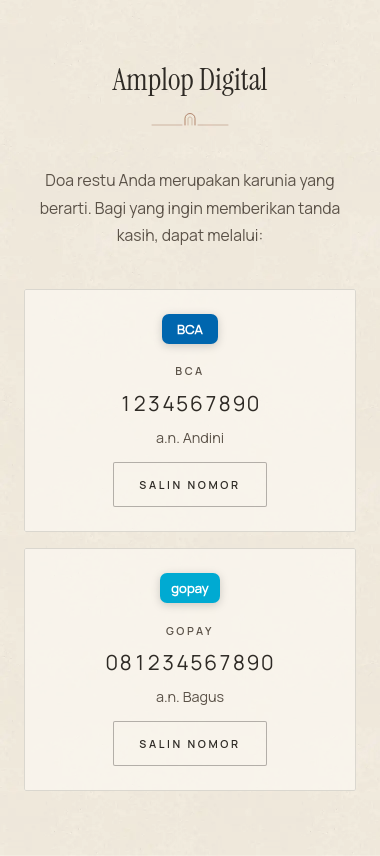 Amplop Digital
Doa restu Anda merupakan karunia yang
berarti. Bagi yang ingin memberikan tanda
kasih, dapat melalui:
BCA
BCA
1234567890
a.n. Andini
SALIN NOMOR
gopay
GOPAY
081234567890
a.n. Bagus
SALIN NOMOR